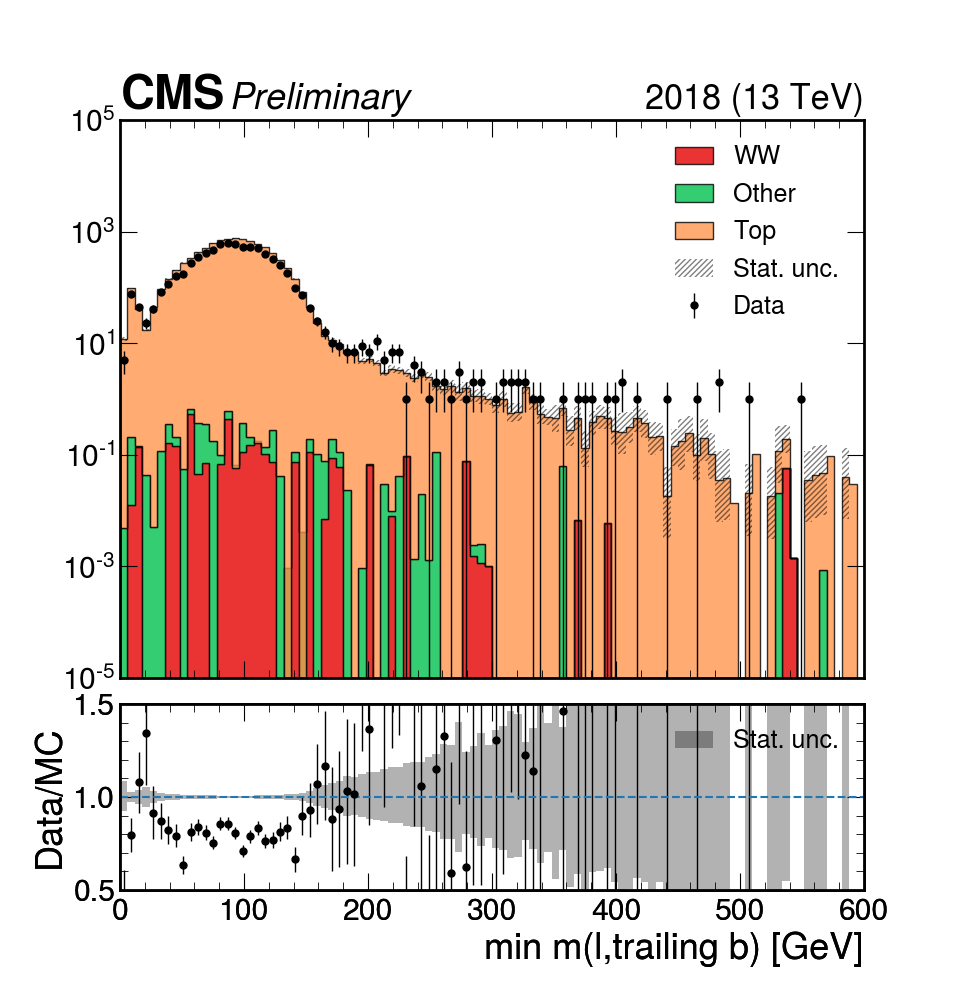 CMS Preliminary 2018 (13 TeV)
10^5
10^3
10^1
10^-1
10^-3
10^-5
WW
Other
Top
Stat. unc.
Data
Data/MC
1.5
1.0
0.5
Stat. unc.
0 100 200 300 400 500 600
min m(l,trailing b) [GeV]